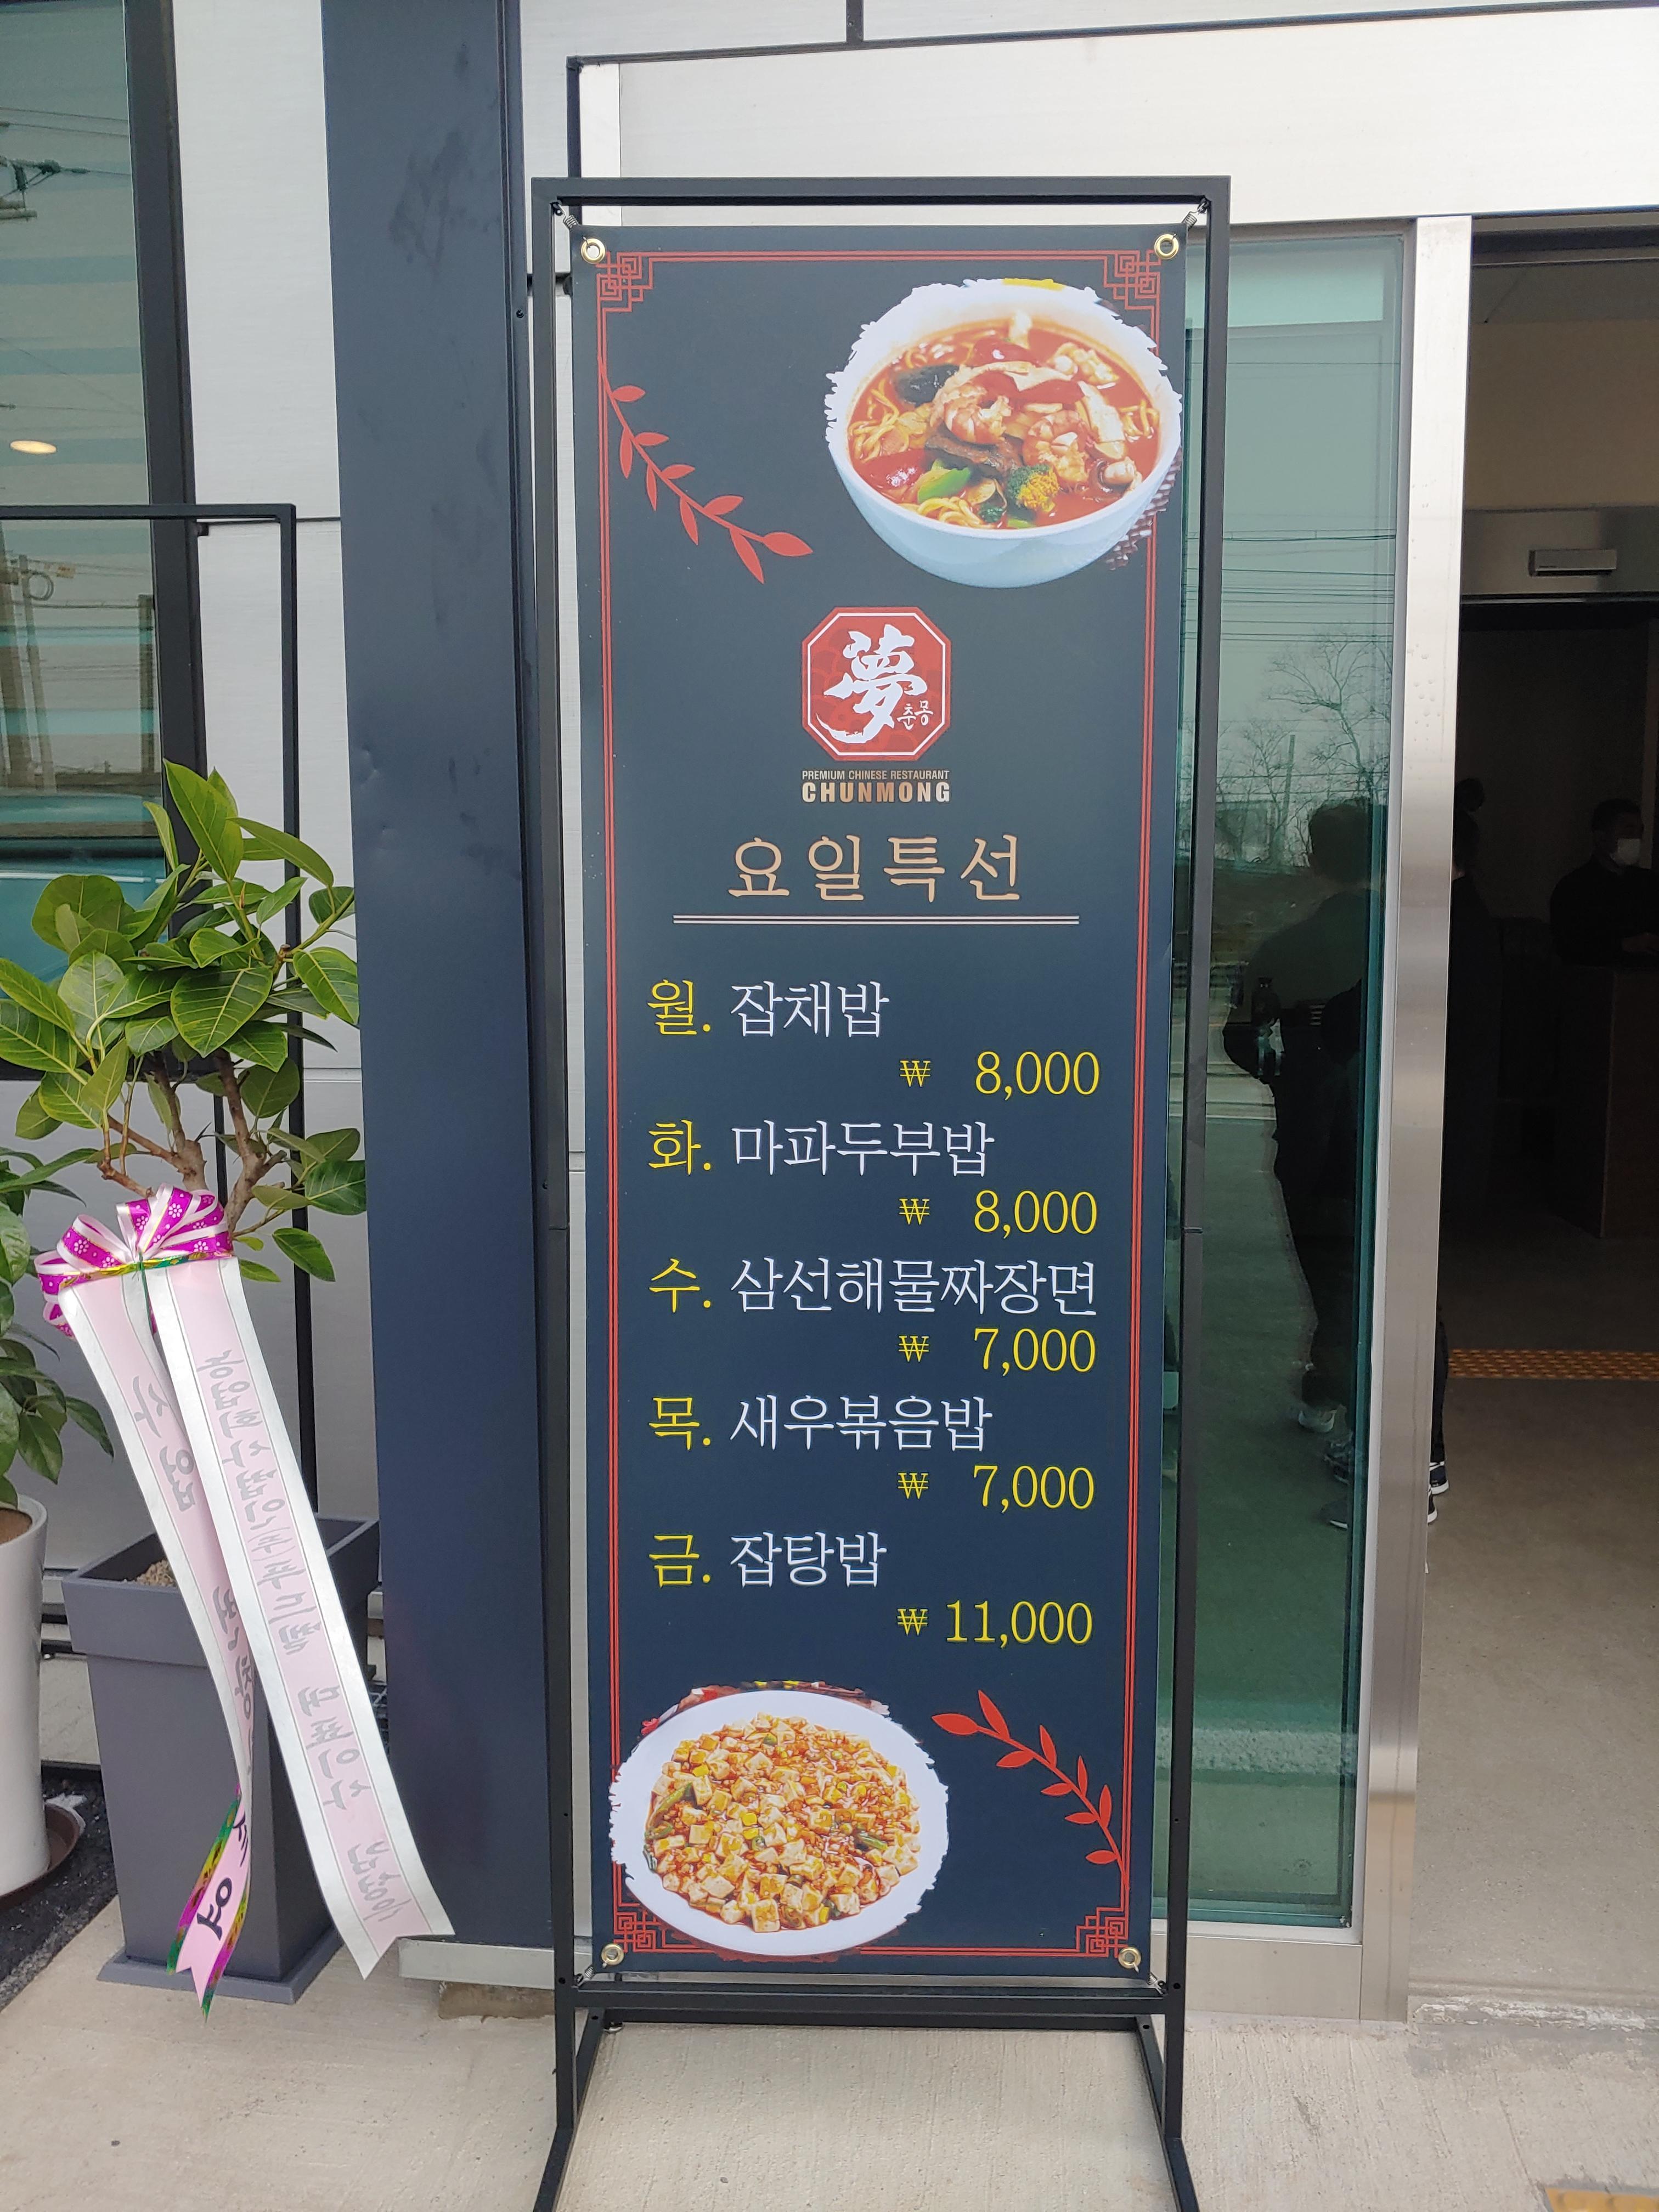 夢
춘몽
PREMIUM CHINESE RESTAURANT
CHUNMONG
요일특선
월. 잡채밥
₩ 8,000
화. 마파두부밥
₩ 8,000
수. 삼선해물짜장면
₩ 7,000
목. 새우볶음밥
₩ 7,000
금. 잡탕밥
₩ 11,000